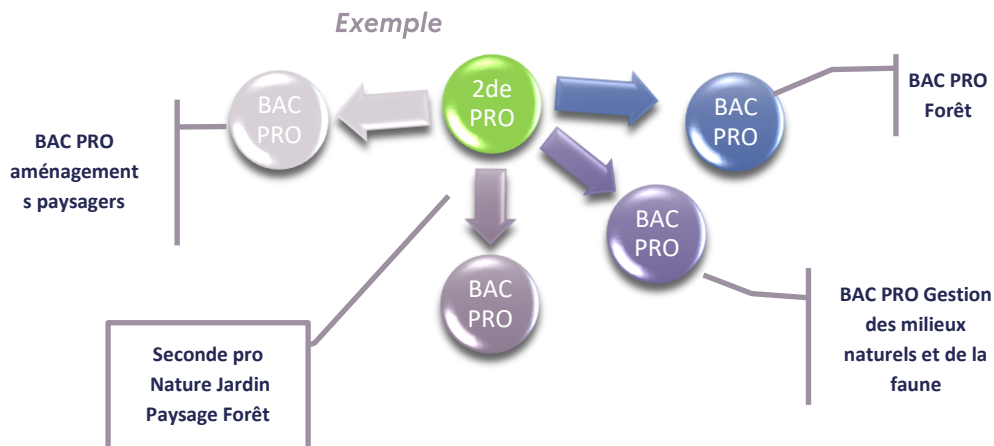 Exemple
BAC
PRO
2de
PRO
BAC
PRO
BAC PRO
Forêt
BAC PRO
aménagement
s paysagers
BAC
PRO
BAC
PRO
BAC PRO Gestion
des milieux
naturels et de la
faune
Seconde pro
Nature Jardin
Paysage Forêt